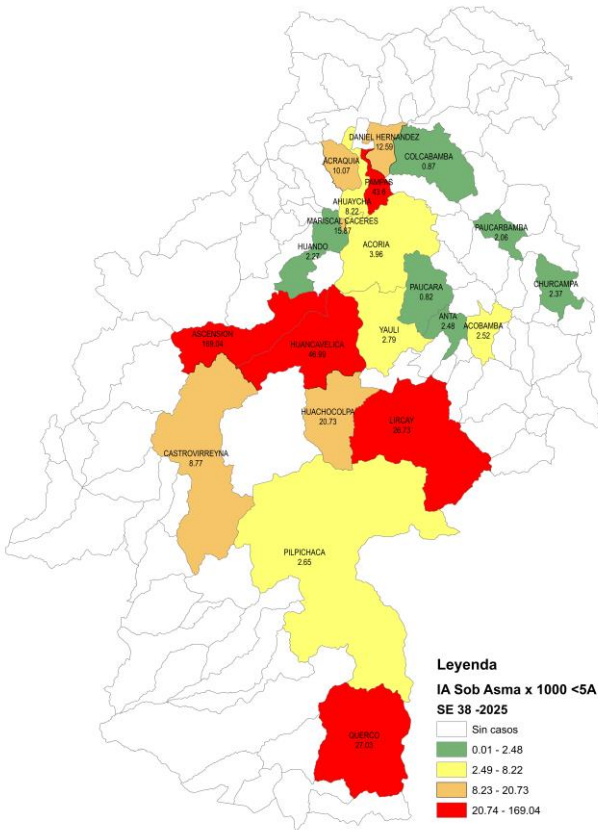 DANIEL HERNANDEZ
12.59
COLCABAMBA
0.87
ACRAQUIA
10.07
PAMPAS
AHUAYCHA
8.22
MARISCAL CACERES
15.87
PAUCARBAMBA
2.06
HUANDO
2.27
ACORIA
3.96
CHURCAMPA
2.37
PAUCARA
0.82
ANTA
2.48
ACOBAMBA
2.52
ASCENSION
169.04
YAULI
2.79
HUANCAVELICA
46.99
HUACHOCOLPA
20.73
LIRCAY
26.73
CASTROVIRREYNA
8.77
PILPICHACA
2.65
QUERCO
27.03
Leyenda
IA Sob Asma x 1000 <5A
SE 38 -2025
Sin casos
0.01 - 2.48
2.49 - 8.22
8.23 - 20.73
20.74 - 169.04